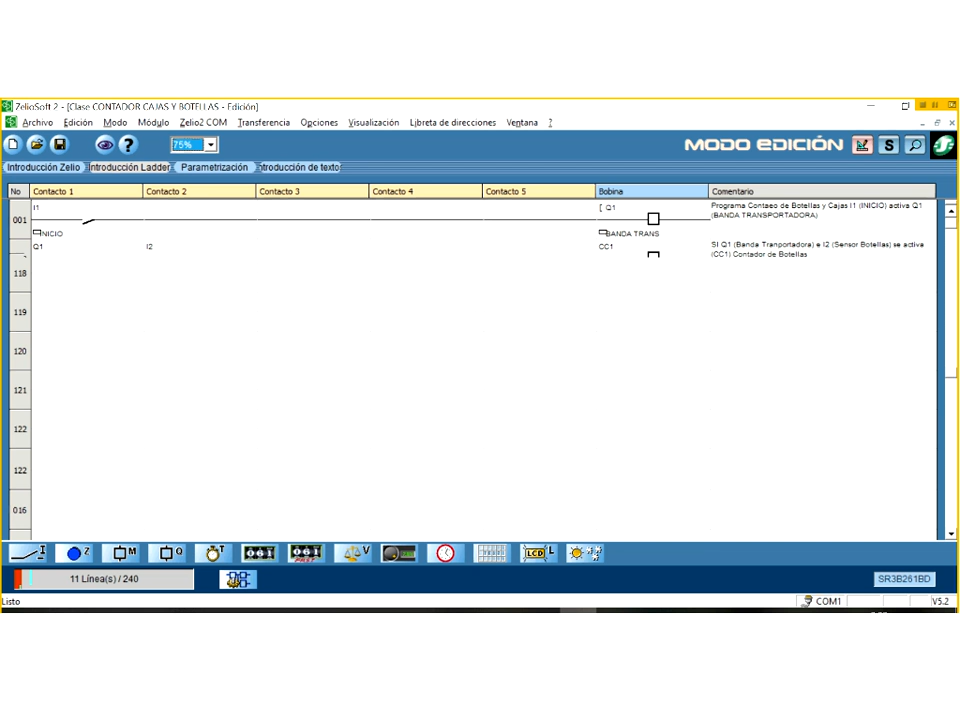 ZelioSoft 2 - [Clase CONTADOR CAJAS Y BOTELLAS - Edición]
Archivo Edición Modo Módulo Zelio2 COM Transferencia Opciones Visualización Libreta de direcciones Ventana ?
75% MODO EDICIÓN S
Introducción Zelio Introducción Ladder Parametrización Introducción de textos
No Contacto 1 Contacto 2 Contacto 3 Contacto 4 Contacto 5 Bobina Comentario
001 I1 [ Q1 Programa Contaeo de Botellas y Cajas I1 (INICIO) activa Q1
(BANDA TRANSPORTADORA)
INICIO BANDA TRANS
Q1 I2 CC1 SI Q1 (Banda Tranportadora) e I2 (Sensor Botellas) se activa
(CC1) Contador de Botellas
118
119
120
121
122
122
016
I Z M Q T V LCD L
11 Línea(s) / 240 SR3B261BD
Listo COM1 V5.2